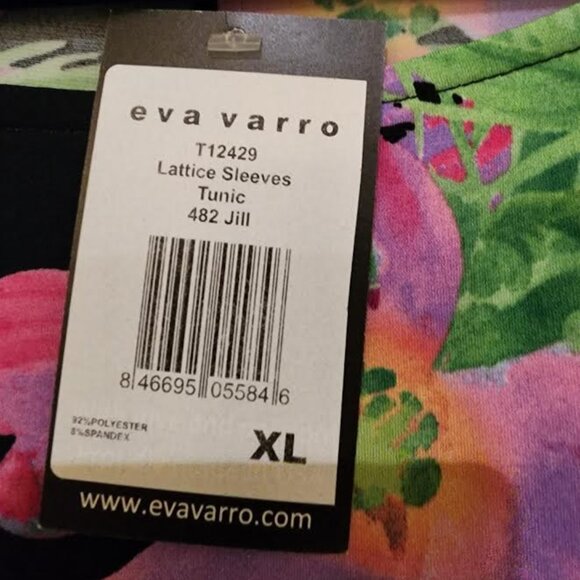 eva varro
T12429
Lattice Sleeves
Tunic
482 Jill
8 46695 05584 6
92%POLYESTER
8%SPANDEX
XL
www.evavarro.com